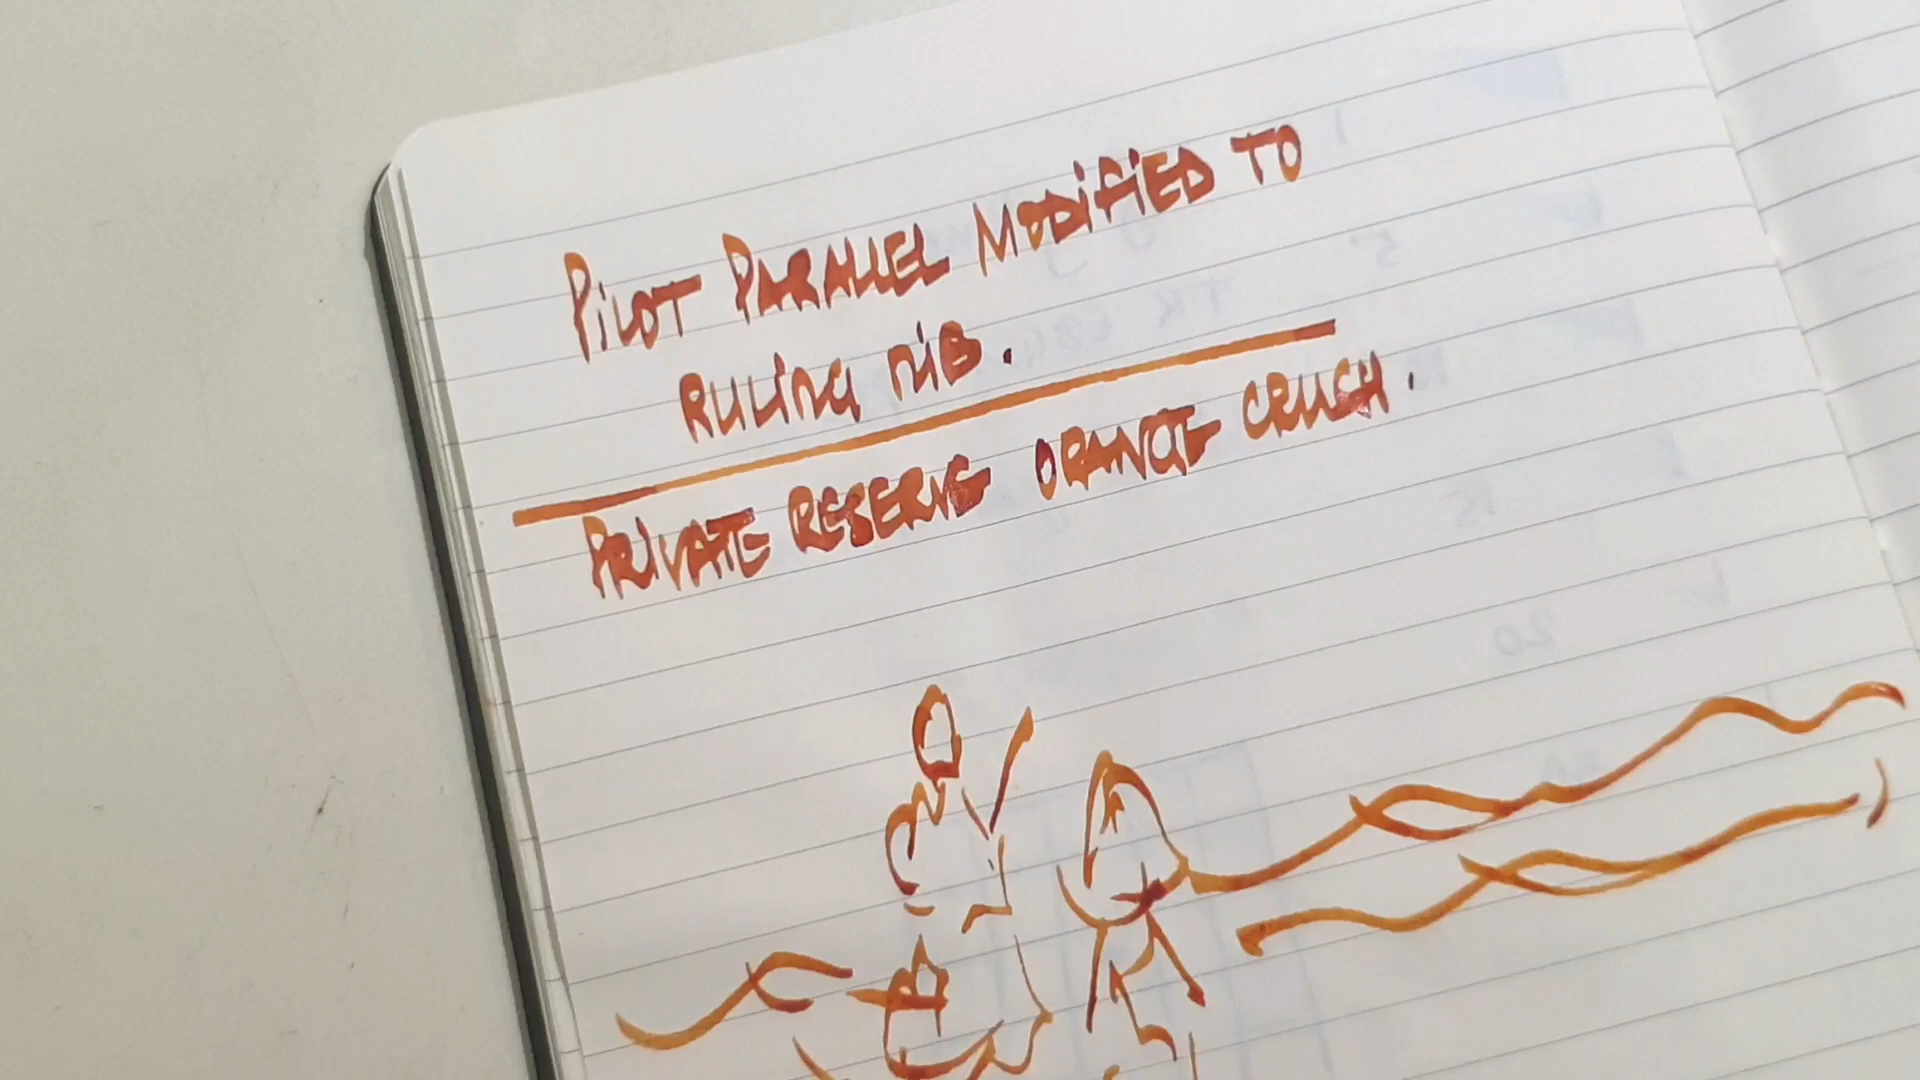 PiLOT PARALLEL MODiFiED TO
RULING NIB.
PRIVATE RESERVE ORANGE CRUSH.